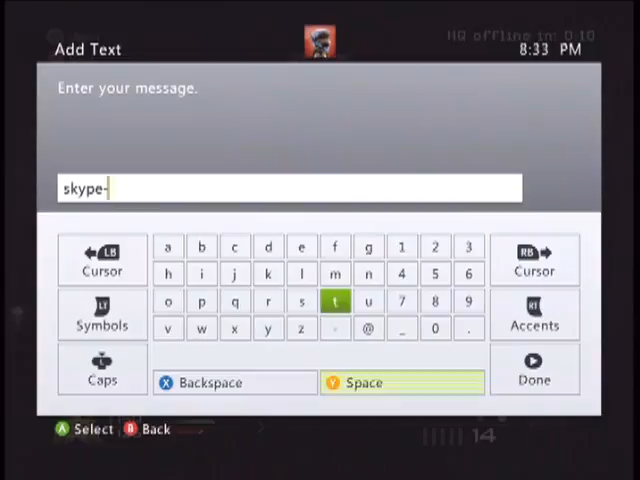 HQ offline in: 0:10
Add Text
8:33 PM
Enter your message.
skype-
LB a b c d e f g 1 2 3 RB
Cursor h i j k l m n 4 5 6 Cursor
LT o p q r s t u 7 8 9 RT
Symbols v w x y z - @ _ 0 . Accents
L
Caps X Backspace Y Space Done
A Select B Back
14